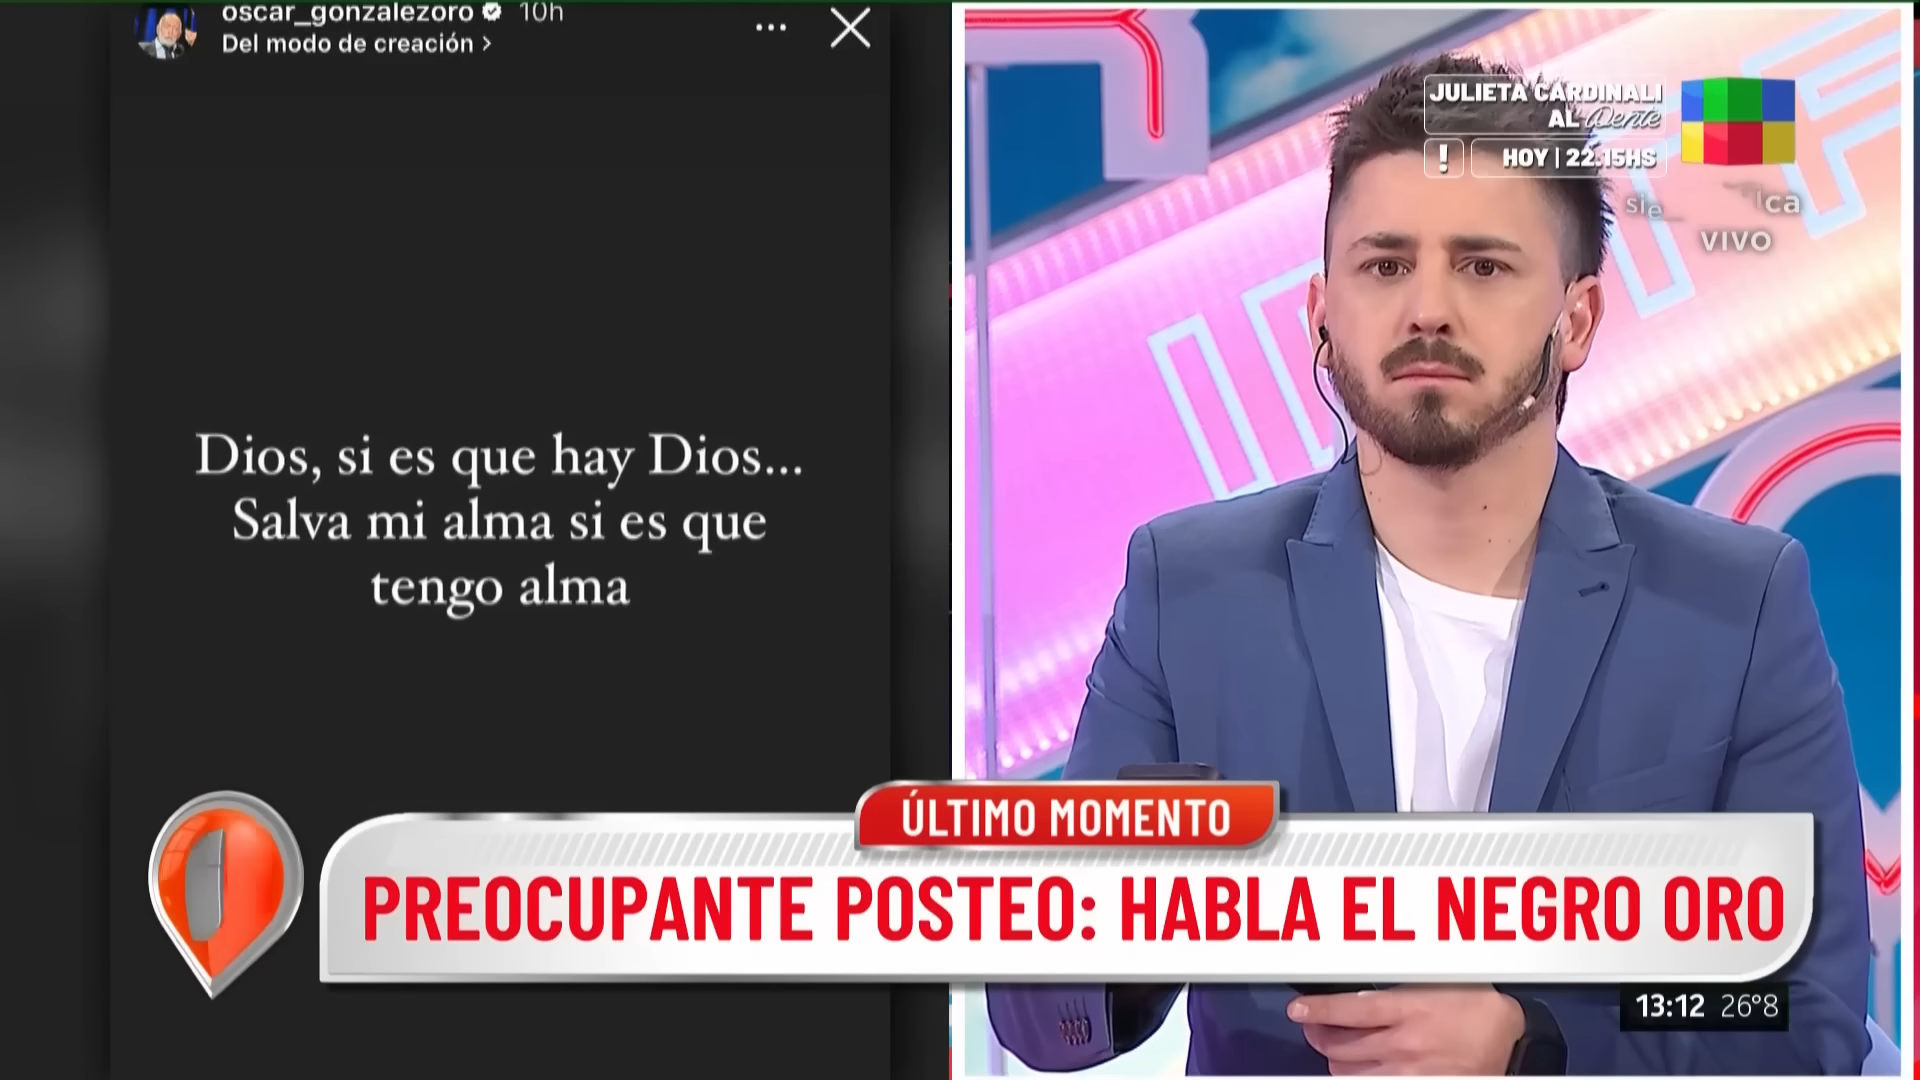 oscar_gonzalezoro 10h
Del modo de creación >
Dios, si es que hay Dios...
Salva mi alma si es que
tengo alma
JULIETA CARDINALI
AL Dente
! HOY | 22.15HS
VIVO
ÚLTIMO MOMENTO
PREOCUPANTE POSTEO: HABLA EL NEGRO ORO
13:12 26°8